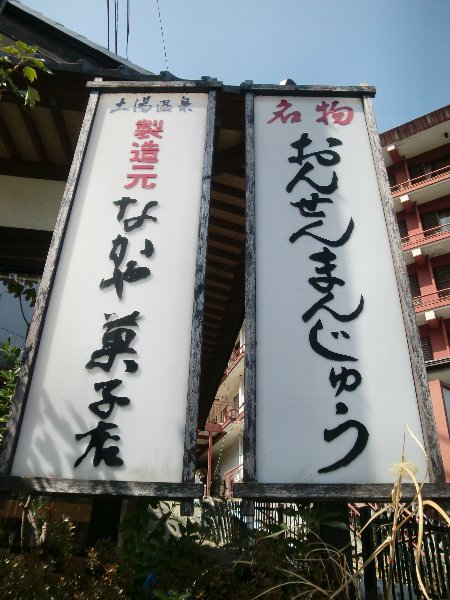 名物
おんせんまんじゅう
土湯温泉
製造元
なかや菓子店